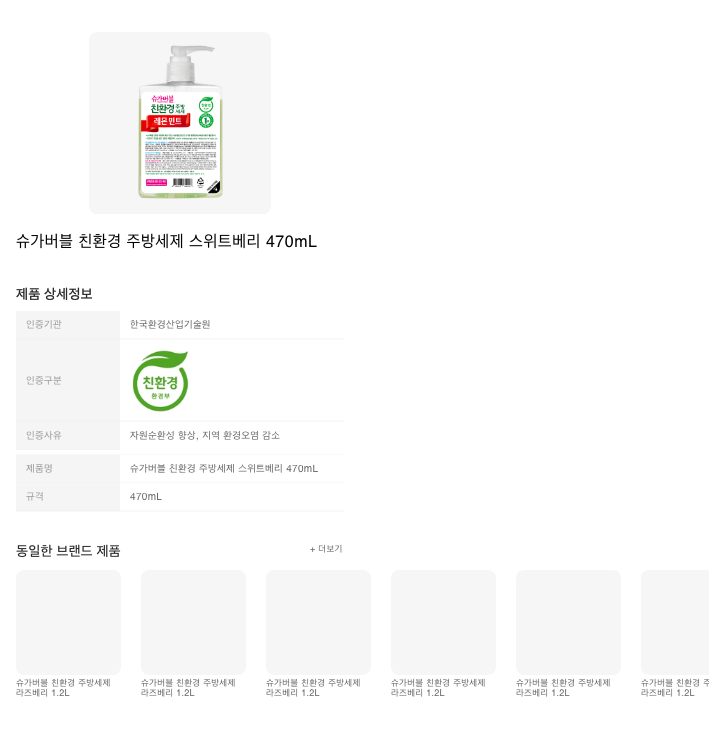 슈가버블
친환경 주방세제
레몬 민트
슈가버블 친환경 주방세제 스위트베리 470mL
제품 상세정보
인증기관 한국환경산업기술원
인증구분 친환경
환경부
인증사유 자원순환성 향상, 지역 환경오염 감소
제품명 슈가버블 친환경 주방세제 스위트베리 470mL
규격 470mL
동일한 브랜드 제품 + 더보기
슈가버블 친환경 주방세제 슈가버블 친환경 주방세제 슈가버블 친환경 주방세제 슈가버블 친환경 주방세제 슈가버블 친환경 주방세제 슈가버블 친환경
라즈베리 1.2L 라즈베리 1.2L 라즈베리 1.2L 라즈베리 1.2L 라즈베리 1.2L 라즈베리 1.2L